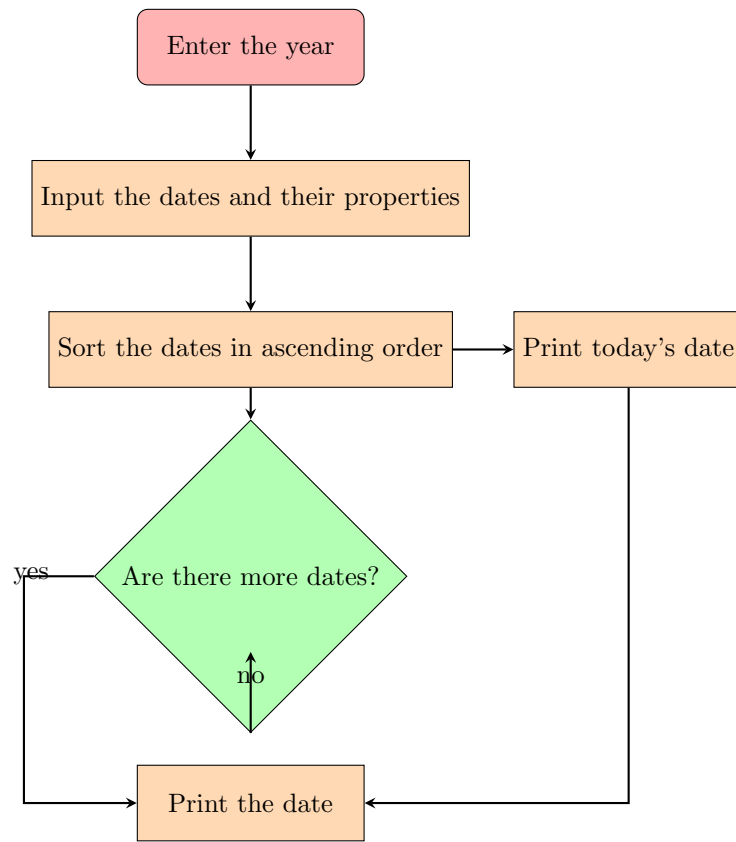 Enter the year
Input the dates and their properties
Sort the dates in ascending order
Print today's date
Are there more dates?
yes
no
Print the date